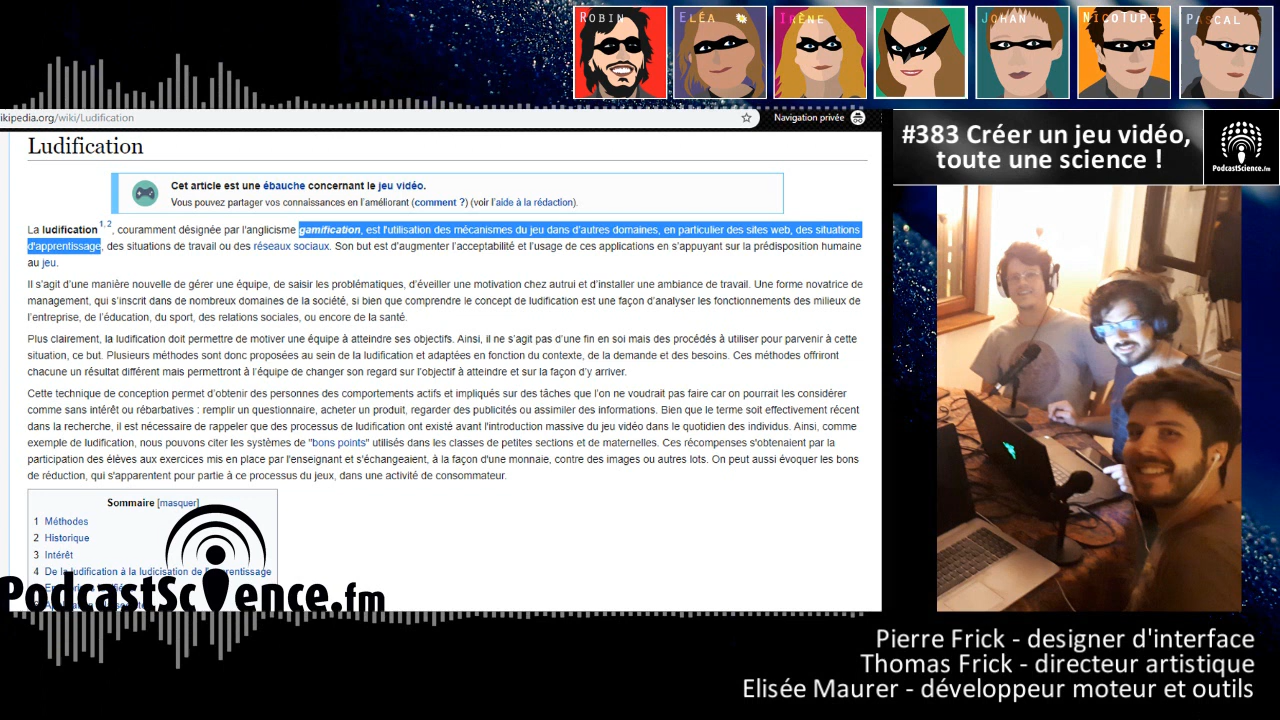 Robin
Eléa
Irène
Johan
Nicotupe
Pascal
ikipedia.org/wiki/Ludification
Navigation privée
#383 Créer un jeu vidéo,
toute une science !
PodcastScience.fm
Ludification
Cet article est une ébauche concernant le jeu vidéo.
Vous pouvez partager vos connaissances en l’améliorant (comment ?) (voir l’aide à la rédaction).
La ludification1, 2, couramment désignée par l'anglicisme gamification, est l'utilisation des mécanismes du jeu dans d’autres domaines, en particulier des sites web, des situations
d'apprentissage, des situations de travail ou des réseaux sociaux. Son but est d’augmenter l’acceptabilité et l’usage de ces applications en s’appuyant sur la prédisposition humaine
au jeu.
Il s’agit d’une manière nouvelle de gérer une équipe, de saisir les problématiques, d’éveiller une motivation chez autrui et d’installer une ambiance de travail. Une forme novatrice de
management, qui s’inscrit dans de nombreux domaines de la société, si bien que comprendre le concept de ludification est une façon d’analyser les fonctionnements des milieux de
l’entreprise, de l’éducation, du sport, des relations sociales, ou encore de la santé.
Plus clairement, la ludification doit permettre de motiver une équipe à atteindre ses objectifs. Ainsi, il ne s’agit pas d’une fin en soi mais des procédés à utiliser pour parvenir à cette
situation, ce but. Plusieurs méthodes sont donc proposées au sein de la ludification et adaptées en fonction du contexte, de la demande et des besoins. Ces méthodes offriront
chacune un résultat différent mais permettront à l’équipe de changer son regard sur l’objectif à atteindre et sur la façon d’y arriver.
Cette technique de conception permet d’obtenir des personnes des comportements actifs et impliqués sur des tâches que l’on ne voudrait pas faire car on pourrait les considérer
comme sans intérêt ou rébarbatives : remplir un questionnaire, acheter un produit, regarder des publicités ou assimiler des informations. Bien que le terme soit effectivement récent
dans la recherche, il est nécessaire de rappeler que des processus de ludification ont existé avant l'introduction massive du jeu vidéo dans le quotidien des individus. Ainsi, comme
exemple de ludification, nous pouvons citer les systèmes de "bons points" utilisés dans les classes de petites sections et de maternelles. Ces récompenses s'obtenaient par la
participation des élèves aux exercices mis en place par l'enseignant et s'échangeaient, à la façon d'une monnaie, contre des images ou autres lots. On peut aussi évoquer les bons
de réduction, qui s'apparentent pour partie à ce processus du jeux, dans une activité de consommateur.
Sommaire [masquer]
1 Méthodes
2 Historique
3 Intérêt
4 De la ludification à la ludicisation de l'apprentissage
PodcastScience.fm
Pierre Frick - designer d'interface
Thomas Frick - directeur artistique
Elisée Maurer - développeur moteur et outils